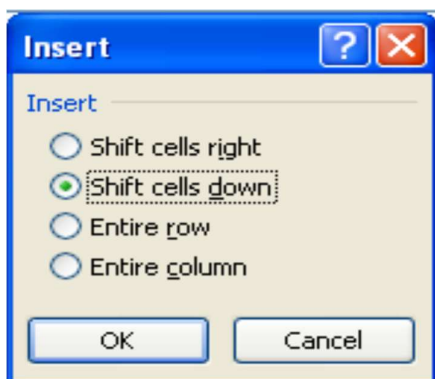 Insert
?
Insert
Shift cells right
Shift cells down
Entire row
Entire column
OK Cancel